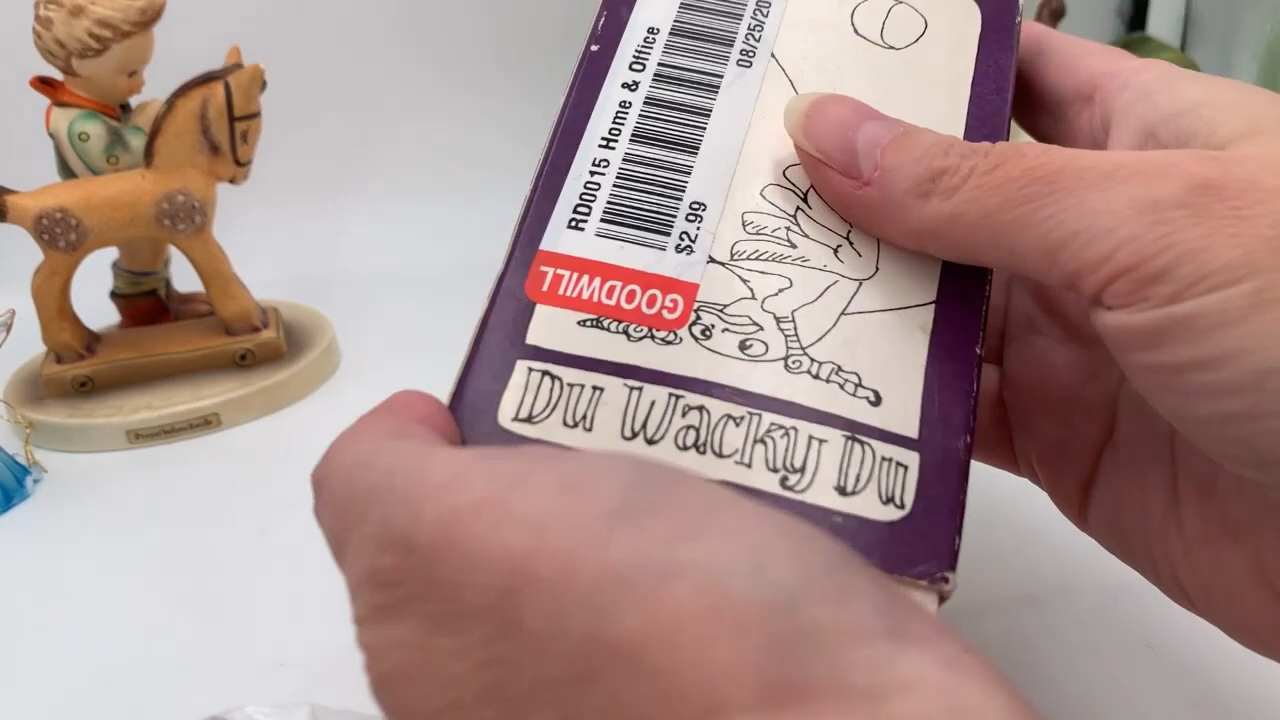 RD0015 Home & Office
08/25/20
$2.99
GOODWILL
Du Wacky Du